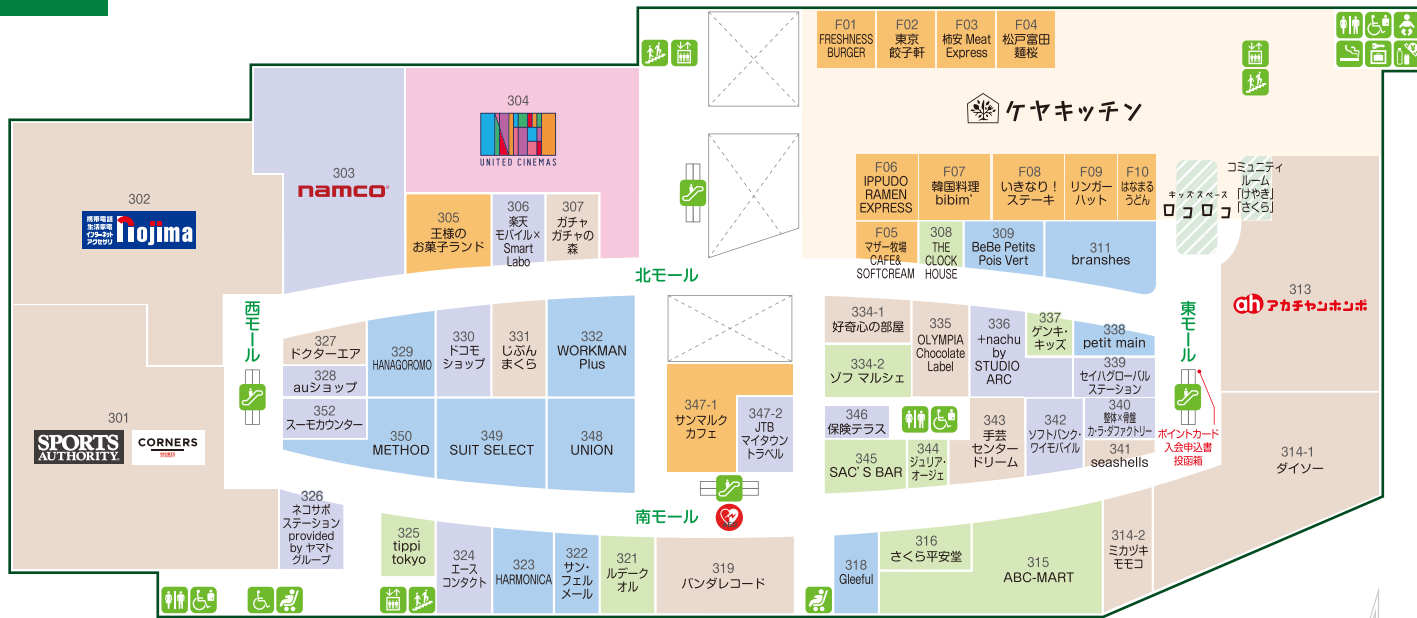 F01
FRESHNESS
BURGER
F02
東京
餃子軒
F03
柿安 Meat
Express
F04
松戸富田
麺桜
ケヤキッチン
304
UNITED CINEMAS
303
namco
302
携帯電話
生活家電
インターネット
アクセサリ
nojima
305
王様の
お菓子ランド
306
楽天
モバイル×
Smart
Labo
307
ガチャ
ガチャの
森
F06
IPPUDO
RAMEN
EXPRESS
F07
韓国料理
bibim'
F08
いきなり!
ステーキ
F09
リンガー
ハット
F10
はなまる
うどん
キッズスペース
ロコロコ
コミュニティ
ルーム
「けやき」
「さくら」
F05
マザー牧場
CAFE&
SOFTCREAM
308
THE
CLOCK
HOUSE
309
BeBe Petits
Pois Vert
311
branshes
北モール
西モール
東モール
313
ah アカチャンホンポ
327
ドクターエア
328
auショップ
352
スーモカウンター
329
HANAGOROMO
330
ドコモ
ショップ
331
じぶん
まくら
332
WORKMAN
Plus
350
METHOD
349
SUIT SELECT
348
UNION
347-1
サンマルク
カフェ
347-2
JTB
マイタウン
トラベル
334-1
好奇心の部屋
334-2
ゾフ マルシェ
335
OLYMPIA
Chocolate
Label
336
+nachu
by
STUDIO
ARC
337
ゲンキ・
キッズ
338
petit main
339
セイハグローバル
ステーション
340
整体×骨盤
カ・ラ・ダファクトリー
341
seashells
346
保険テラス
345
SAC'S BAR
344
ジュリア・
オージェ
343
手芸
センター
ドリーム
342
ソフトバンク・
ワイモバイル
ポイントカード
入会申込書
投函箱
301
SPORTS
AUTHORITY.
CORNERS
314-1
ダイソー
南モール
326
ネコサポ
ステーション
provided
by ヤマト
グループ
325
tippi
tokyo
324
エース
コンタクト
323
HARMONICA
322
サン・
フェル
メール
321
ルデーク
オル
319
バンダレコード
318
Gleeful
316
さくら平安堂
315
ABC-MART
314-2
ミカヅキ
モモコ